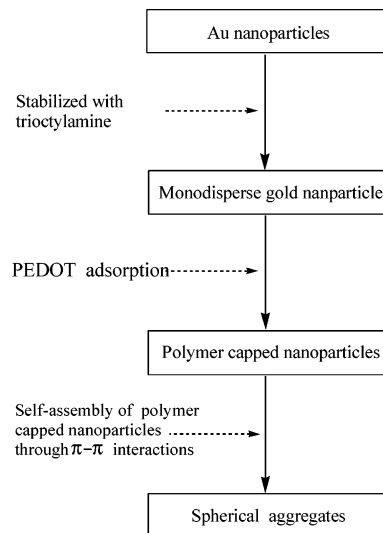 Au nanoparticles
Stabilized with
trioctylamine
Monodisperse gold nanparticle
PEDOT adsorption
Polymer capped nanoparticles
Self-assembly of polymer
capped nanoparticles
through π−π interactions
Spherical aggregates